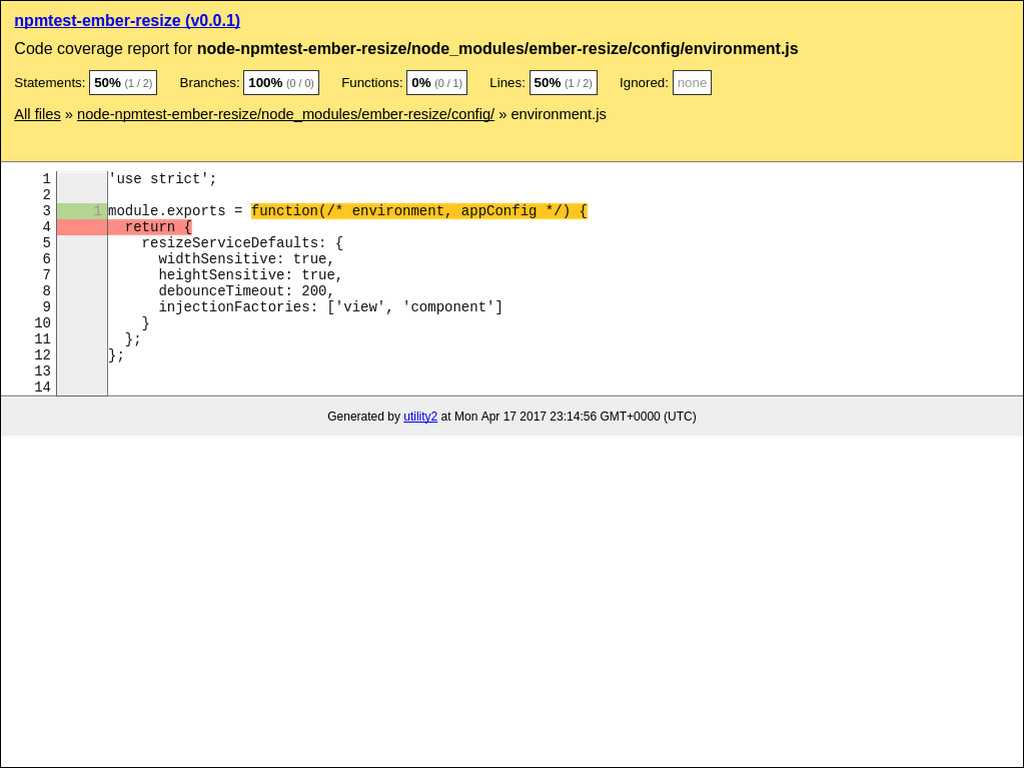 npmtest-ember-resize (v0.0.1)
Code coverage report for node-npmtest-ember-resize/node_modules/ember-resize/config/environment.js
Statements: 50% (1 / 2) Branches: 100% (0 / 0) Functions: 0% (0 / 1) Lines: 50% (1 / 2) Ignored: none
All files » node-npmtest-ember-resize/node_modules/ember-resize/config/ » environment.js
1 'use strict';
2
3 1 module.exports = function(/* environment, appConfig */) {
4 return {
5 resizeServiceDefaults: {
6 widthSensitive: true,
7 heightSensitive: true,
8 debounceTimeout: 200,
9 injectionFactories: ['view', 'component']
10 }
11 };
12 };
13
14
Generated by utility2 at Mon Apr 17 2017 23:14:56 GMT+0000 (UTC)